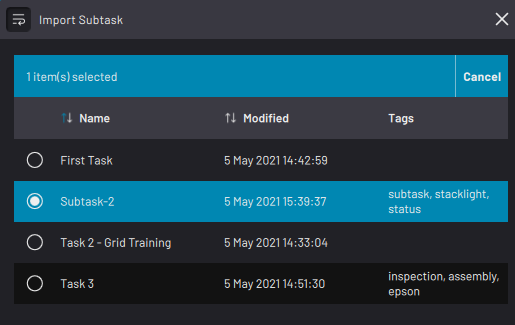 Import Subtask
1 item(s) selected
Cancel
Name Modified Tags
First Task 5 May 2021 14:42:59
Subtask-2 5 May 2021 15:39:37 subtask, stacklight,
status
Task 2 - Grid Training 5 May 2021 14:33:04
Task 3 5 May 2021 14:51:30 inspection, assembly,
epson